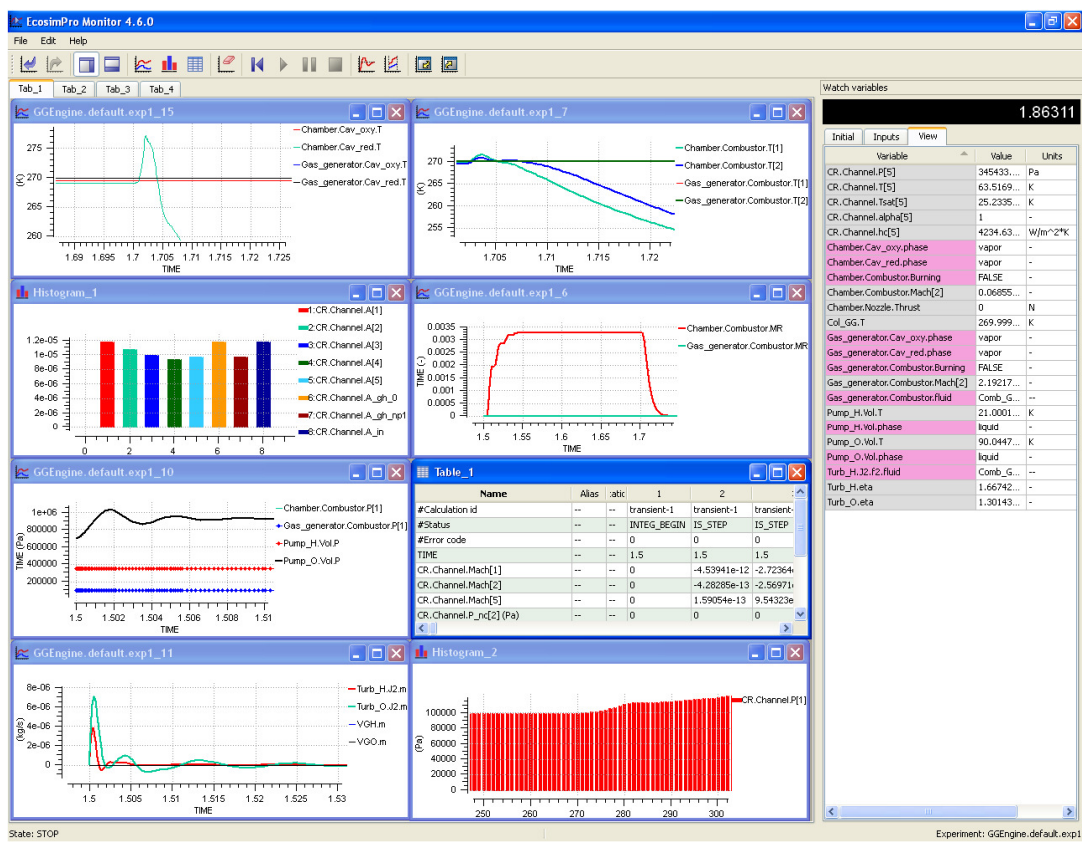 EcosimPro Monitor 4.6.0
File Edit Help
Tab_1 Tab_2 Tab_3 Tab_4
GGEngine.default.exp1_15
275
270
265
260
(K)
1.69 1.695 1.7 1.705 1.71 1.715 1.72 1.725
TIME
Chamber.Cav_oxy.T
Chamber.Cav_red.T
Gas_generator.Cav_oxy.T
Gas_generator.Cav_red.T
GGEngine.default.exp1_7
270
265
260
255
(K)
1.705 1.71 1.715 1.72
TIME
Chamber.Combustor.T[1]
Chamber.Combustor.T[2]
Gas_generator.Combustor.T[1]
Gas_generator.Combustor.T[2]
Histogram_1
1.2e-05
1e-05
8e-06
6e-06
4e-06
2e-06
0
0 2 4 6 8
1:CR.Channel.A[1]
2:CR.Channel.A[2]
3:CR.Channel.A[3]
4:CR.Channel.A[4]
5:CR.Channel.A[5]
6:CR.Channel.A_gh_0
7:CR.Channel.A_gh_np1
8:CR.Channel.A_in
GGEngine.default.exp1_6
0.0035
0.003
0.0025
0.002
0.0015
0.001
0.0005
0
TIME (-)
1.5 1.55 1.6 1.65 1.7
TIME
Chamber.Combustor.MR
Gas_generator.Combustor.MR
GGEngine.default.exp1_10
1e+06
800000
600000
400000
200000
TIME (Pa)
1.5 1.502 1.504 1.506 1.508 1.51
TIME
Chamber.Combustor.P[1]
Gas_generator.Combustor.P[1]
Pump_H.Vol.P
Pump_O.Vol.P
Table_1
Name Alias :atic 1 2
#Calculation id -- -- transient-1 transient-1 transient-
#Status -- -- INTEG_BEGIN IS_STEP IS_STEP
#Error code -- -- 0 0 0
TIME -- -- 1.5 1.5 1.5
CR.Channel.Mach[1] -- -- 0 -4.53941e-12 -2.72364
CR.Channel.Mach[2] -- -- 0 -4.28285e-13 -2.56971
CR.Channel.Mach[5] -- -- 0 1.59054e-13 9.54323e
CR.Channel.P_nc[2] (Pa) -- -- 0 0 0
GGEngine.default.exp1_11
8e-06
6e-06
4e-06
2e-06
0
(kg/s)
1.5 1.505 1.51 1.515 1.52 1.525 1.53
TIME
Turb_H.J2.m
Turb_O.J2.m
VGH.m
VGO.m
Histogram_2
100000
80000
60000
40000
20000
0
(Pa)
250 260 270 280 290 300
CR.Channel.P[1]
Watch variables
1.86311
Initial Inputs View
Variable Value Units
CR.Channel.P[5] 345433.... Pa
CR.Channel.T[5] 63.5169... K
CR.Channel.Tsat[5] 25.2335... K
CR.Channel.alpha[5] 1 -
CR.Channel.hc[5] 4234.63... W/m^2*K
Chamber.Cav_oxy.phase vapor -
Chamber.Cav_red.phase vapor -
Chamber.Combustor.Burning FALSE -
Chamber.Combustor.Mach[2] 0.06855... -
Chamber.Nozzle.Thrust 0 N
Col_GG.T 269.999... K
Gas_generator.Cav_oxy.phase vapor -
Gas_generator.Cav_red.phase vapor -
Gas_generator.Combustor.Burning FALSE -
Gas_generator.Combustor.Mach[2] 2.19217... -
Gas_generator.Combustor.fluid Comb_G... --
Pump_H.Vol.T 21.0001... K
Pump_H.Vol.phase liquid -
Pump_O.Vol.T 90.0447... K
Pump_O.Vol.phase liquid -
Turb_H.J2.f2.fluid Comb_G... --
Turb_H.eta 1.66742... -
Turb_O.eta 1.30143... -
State: STOP
Experiment: GGEngine.default.exp1